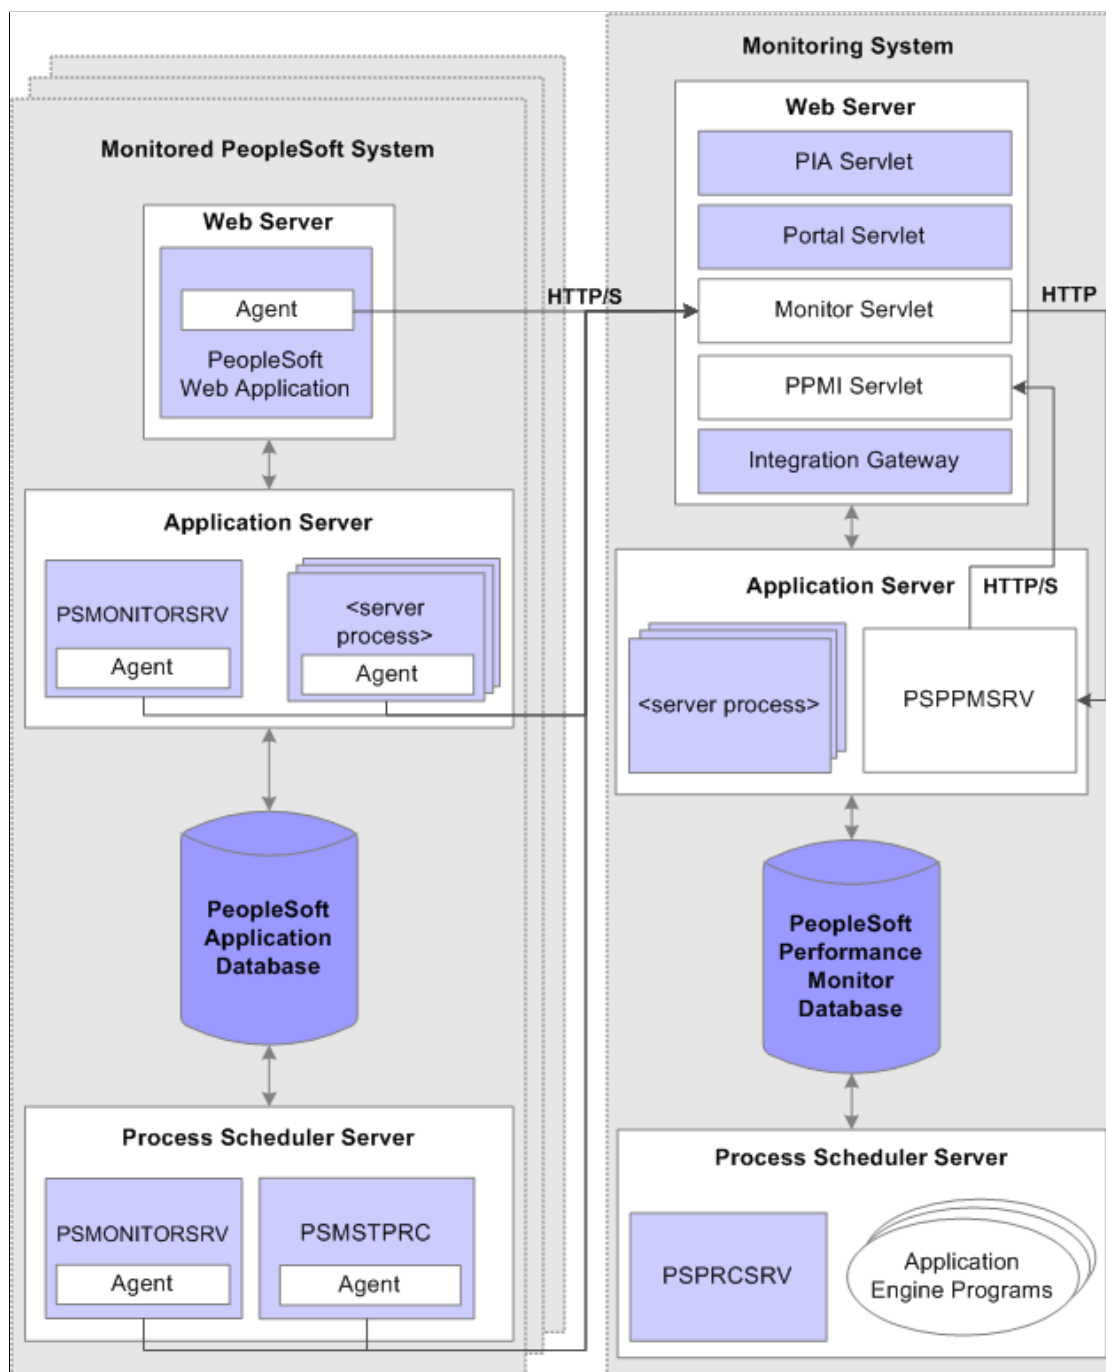 Monitored PeopleSoft System
Web Server
Agent
PeopleSoft
Web Application
Application Server
PSMONITORSRV
Agent
<server
process>
Agent
PeopleSoft
Application
Database
Process Scheduler Server
PSMONITORSRV
Agent
PSMSTPRC
Agent
HTTP/S
Monitoring System
Web Server
PIA Servlet
Portal Servlet
Monitor Servlet
HTTP
PPMI Servlet
Integration Gateway
Application Server
HTTP/S
<server process>
PSPPMSRV
PeopleSoft
Performance
Monitor
Database
Process Scheduler Server
PSPRCSRV
Application
Engine Programs